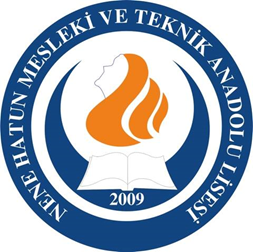 NENE HATUN MESLEKİ VE TEKNİK ANADOLU LİSESİ
2009